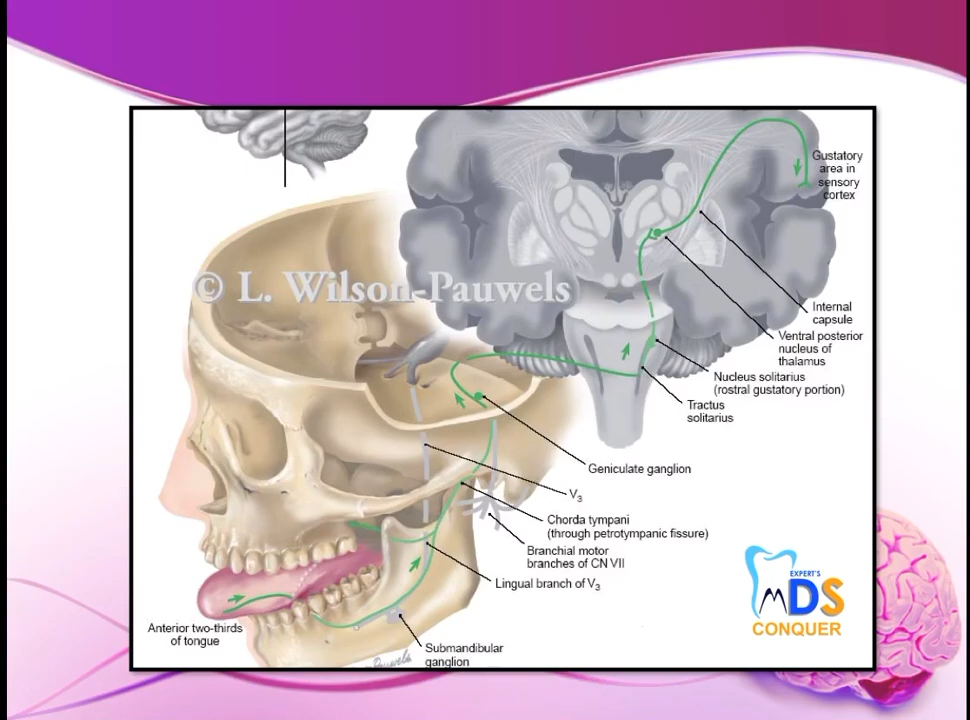 Gustatory
area in
sensory
cortex
© L. Wilson-Pauwels
Internal
capsule
Ventral posterior
nucleus of
thalamus
Nucleus solitarius
(rostral gustatory portion)
Tractus
solitarius
Geniculate ganglion
V3
Chorda tympani
(through petrotympanic fissure)
Branchial motor
branches of CN VII
Lingual branch of V3
Anterior two-thirds
of tongue
Submandibular
ganglion
EXPERT'S
MDS
CONQUER